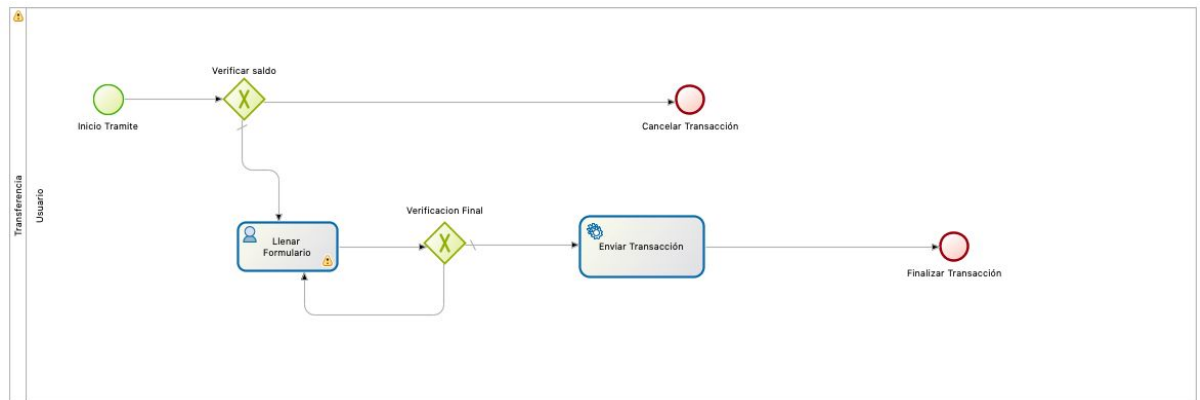 Transferencia
Usuario
Inicio Tramite
Verificar saldo
Cancelar Transacción
Llenar
Formulario
Verificacion Final
Enviar Transacción
Finalizar Transacción